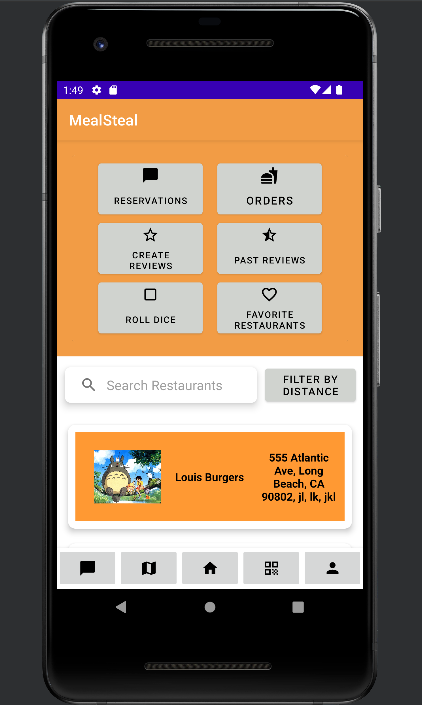 1:49
MealSteal
RESERVATIONS
ORDERS
CREATE
REVIEWS
PAST REVIEWS
ROLL DICE
FAVORITE
RESTAURANTS
Search Restaurants
FILTER BY
DISTANCE
Louis Burgers
555 Atlantic
Ave, Long
Beach, CA
90802, jl, lk, jkl